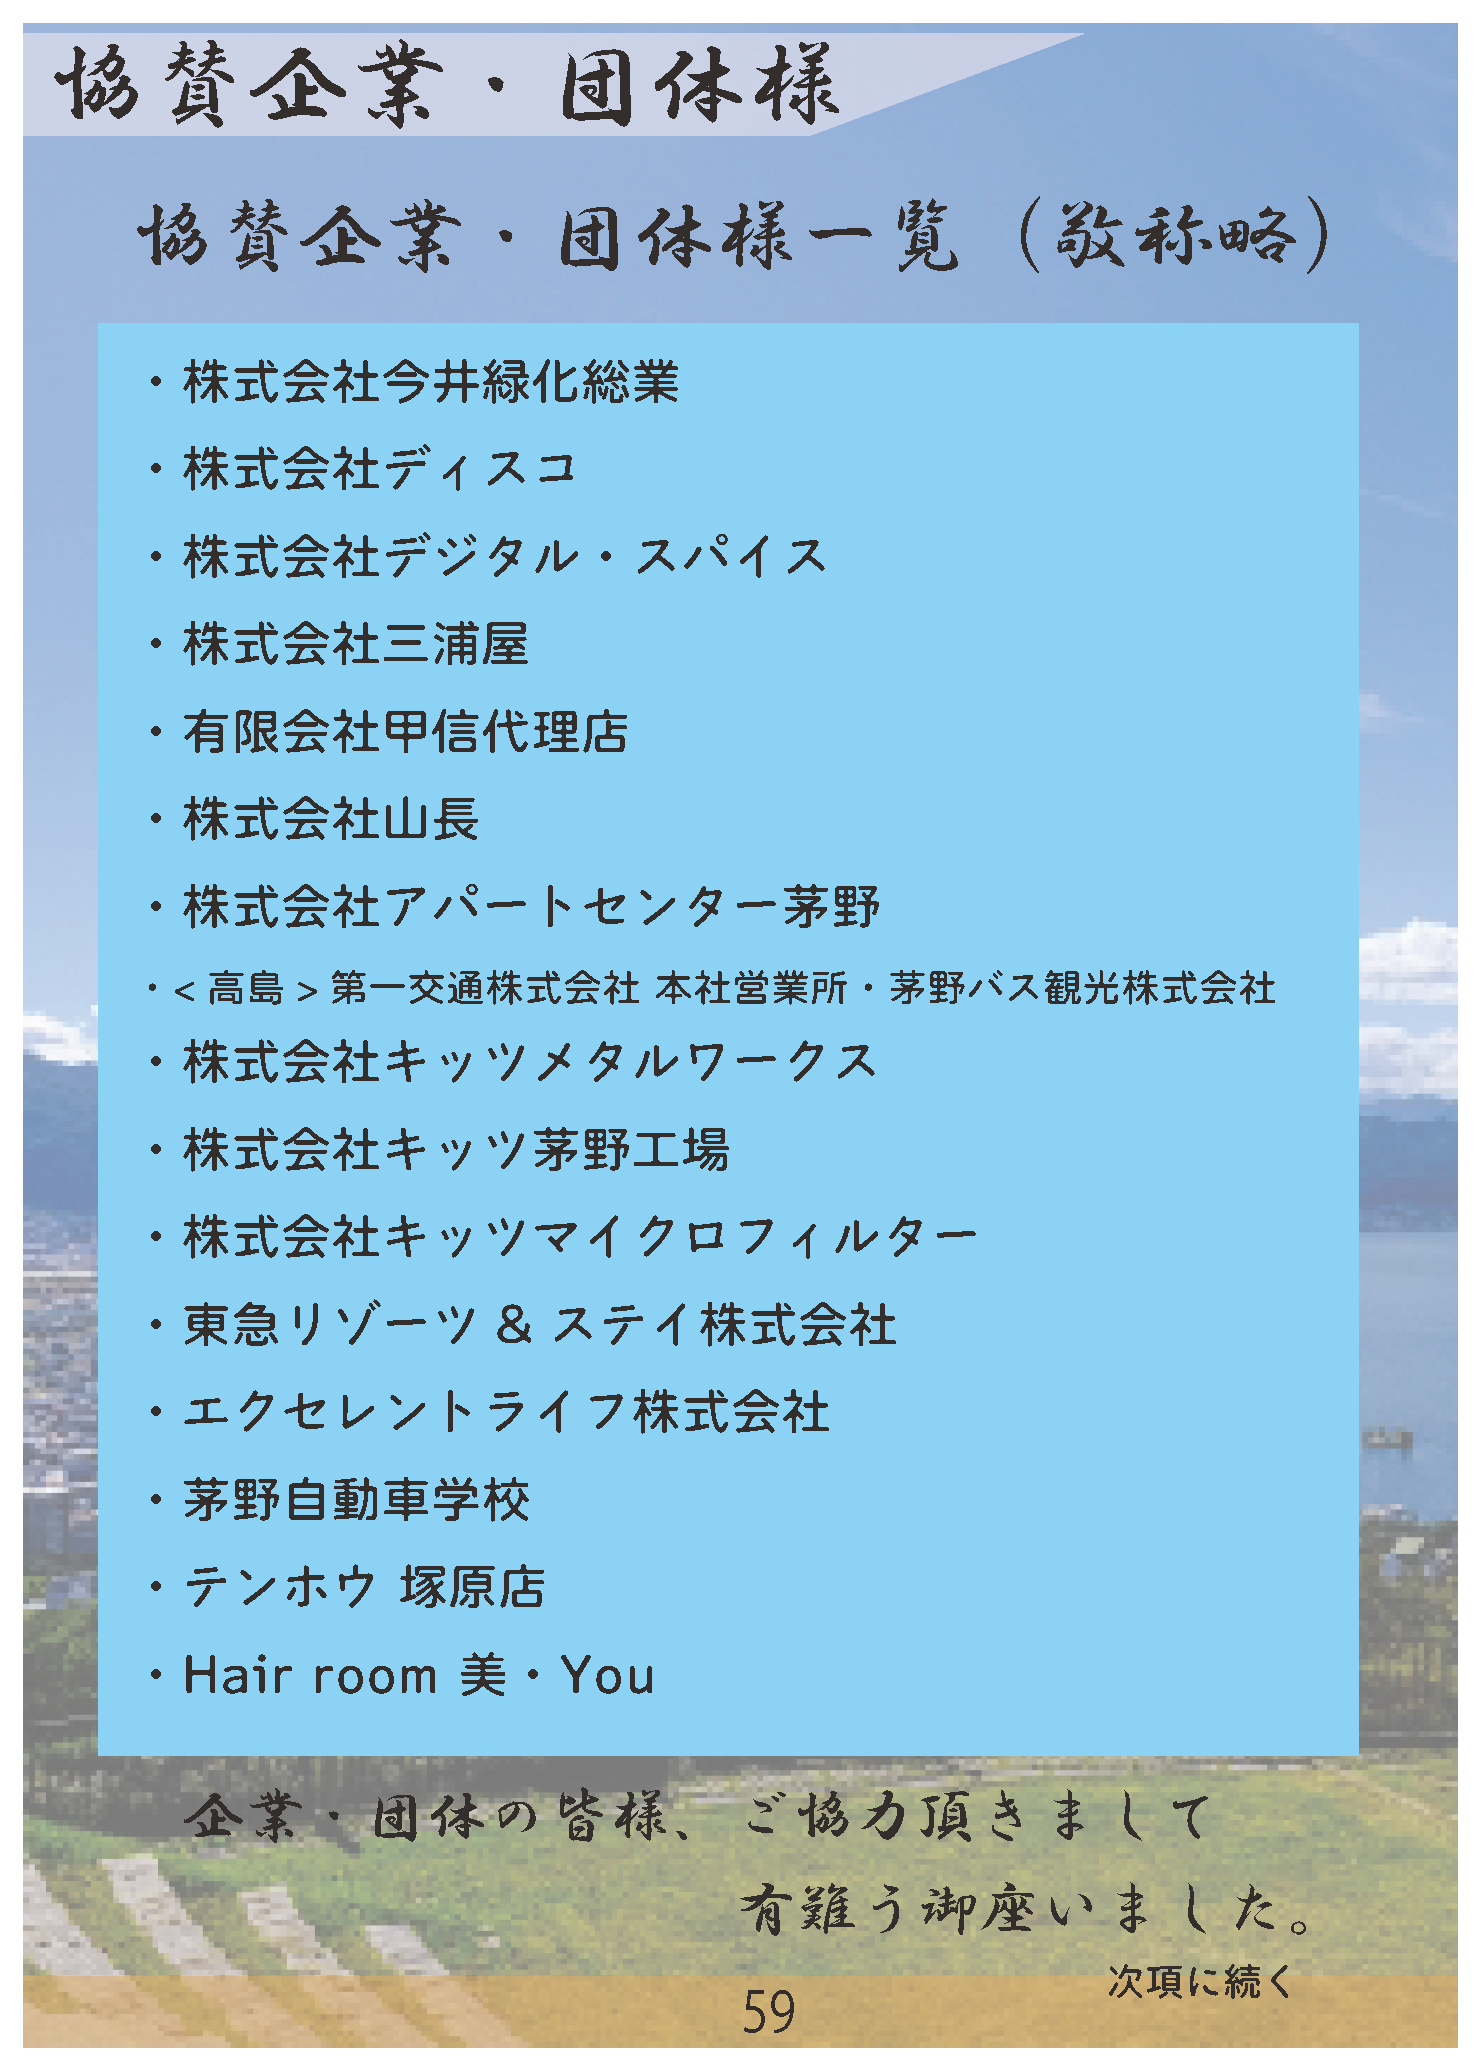 協賛企業・団体様
協賛企業・団体様一覧（敬称略）
・株式会社今井緑化総業
・株式会社ディスコ
・株式会社デジタル・スパイス
・株式会社三浦屋
・有限会社甲信代理店
・株式会社山長
・株式会社アパートセンター茅野
・< 高島 > 第一交通株式会社 本社営業所・茅野バス観光株式会社
・株式会社キッツメタルワークス
・株式会社キッツ茅野工場
・株式会社キッツマイクロフィルター
・東急リゾーツ & ステイ株式会社
・エクセレントライフ株式会社
・茅野自動車学校
・テンホウ 塚原店
・Hair room 美・You
企業・団体の皆様、ご協力頂きまして
有難う御座いました。
次項に続く
59